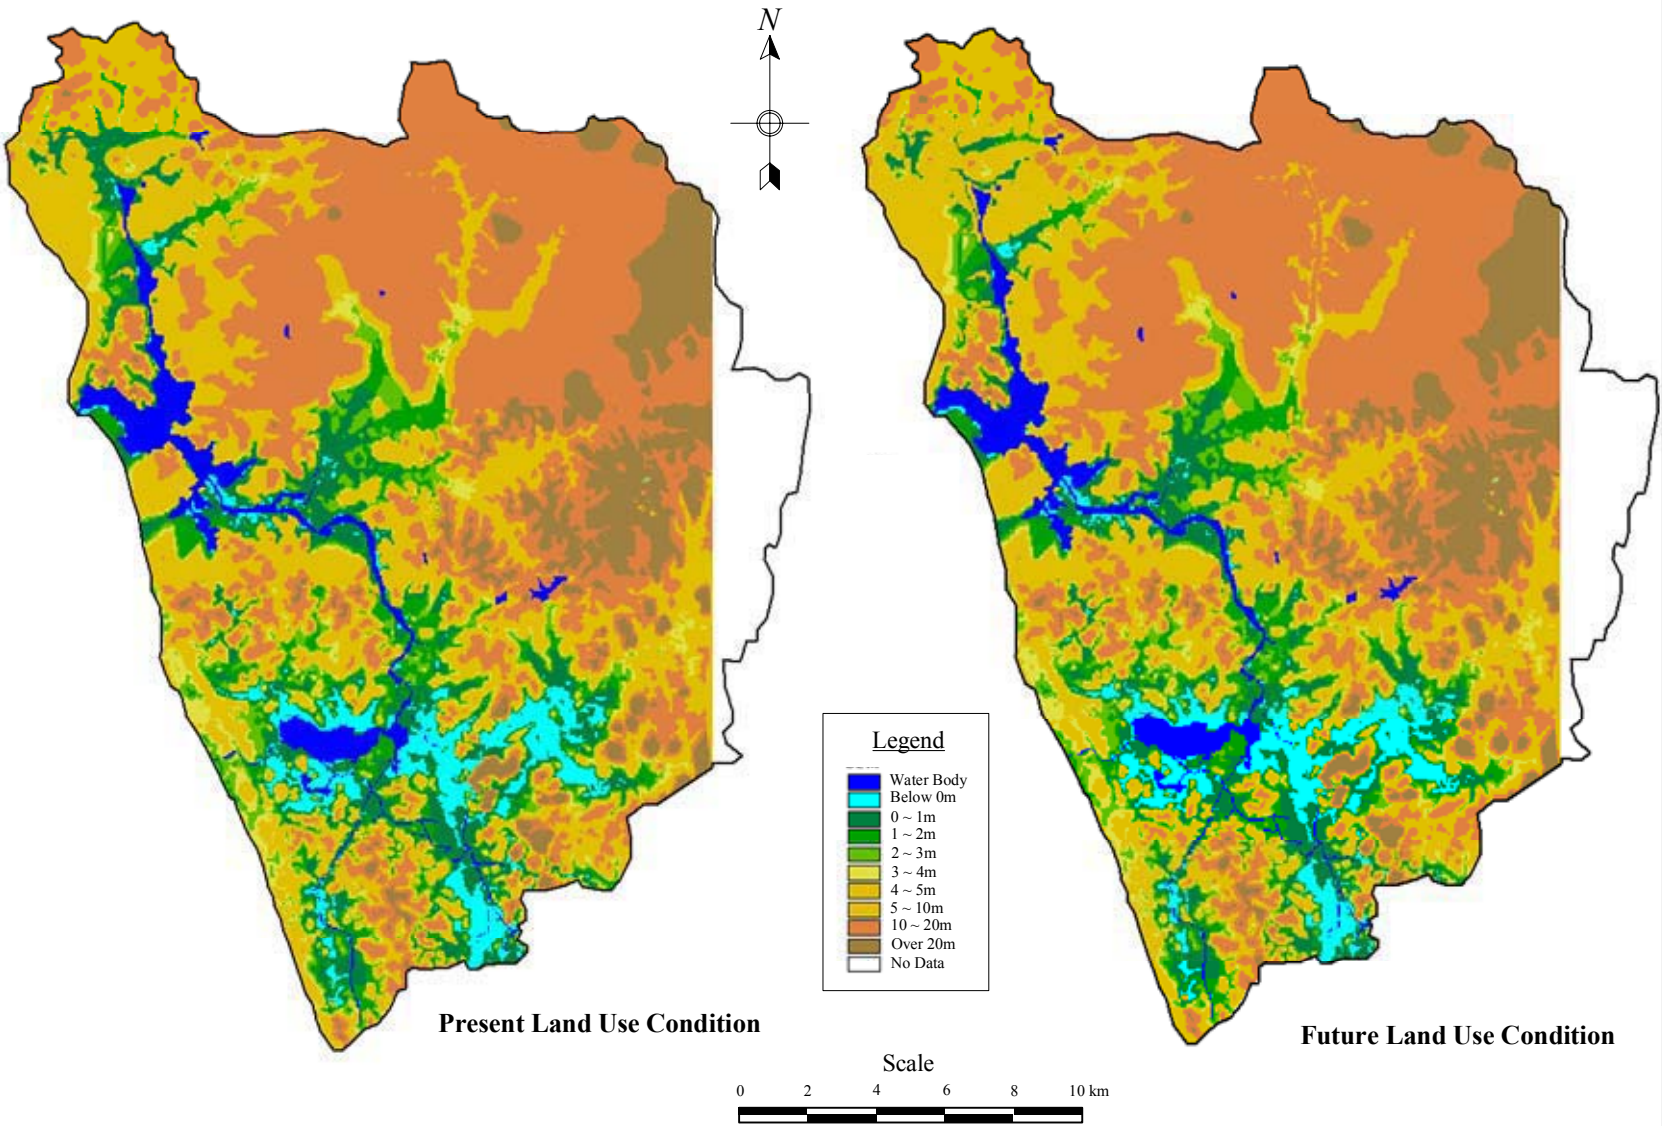 N
Legend
Water Body
Below 0m
0 ~ 1m
1 ~ 2m
2 ~ 3m
3 ~ 4m
4 ~ 5m
5 ~ 10m
10 ~ 20m
Over 20m
No Data
Present Land Use Condition
Future Land Use Condition
Scale
0 2 4 6 8 10 km